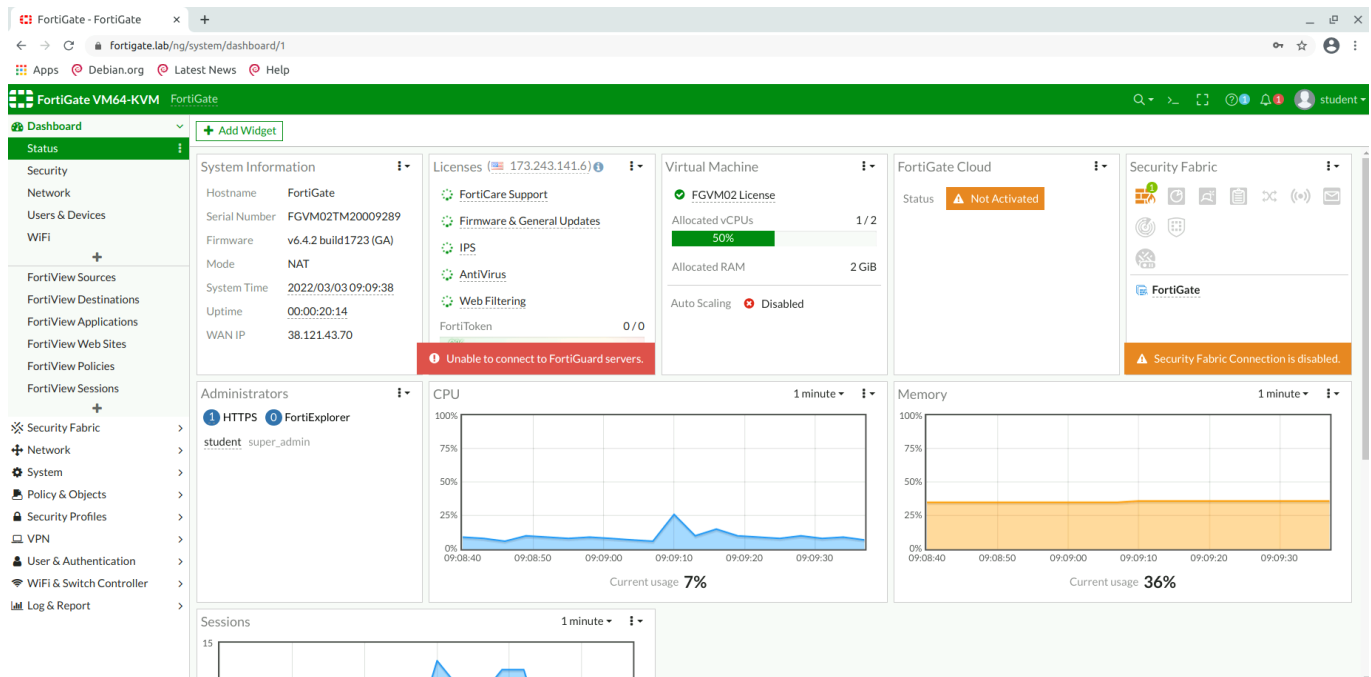 FortiGate - FortiGate
fortigate.lab/ng/system/dashboard/1
Apps Debian.org Latest News Help
FortiGate VM64-KVM FortiGate
1 1 student
Dashboard
Status
Security
Network
Users & Devices
WiFi
FortiView Sources
FortiView Destinations
FortiView Applications
FortiView Web Sites
FortiView Policies
FortiView Sessions
Security Fabric
Network
System
Policy & Objects
Security Profiles
VPN
User & Authentication
WiFi & Switch Controller
Log & Report
+ Add Widget
System Information
Hostname FortiGate
Serial Number FGVM02TM20009289
Firmware v6.4.2 build1723 (GA)
Mode NAT
System Time 2022/03/03 09:09:38
Uptime 00:00:20:14
WAN IP 38.121.43.70
Licenses (173.243.141.6)
FortiCare Support
Firmware & General Updates
IPS
AntiVirus
Web Filtering
FortiToken 0 / 0
Unable to connect to FortiGuard servers.
Virtual Machine
FGVM02 License
Allocated vCPUs 1 / 2
50%
Allocated RAM 2 GiB
Auto Scaling Disabled
FortiGate Cloud
Status Not Activated
Security Fabric
1
FortiGate
Security Fabric Connection is disabled.
Administrators
1 HTTPS 0 FortiExplorer
student super_admin
CPU 1 minute
100%
75%
50%
25%
0%
09:08:40 09:08:50 09:09:00 09:09:10 09:09:20 09:09:30
Current usage 7%
Memory 1 minute
100%
75%
50%
25%
0%
09:08:40 09:08:50 09:09:00 09:09:10 09:09:20 09:09:30
Current usage 36%
Sessions 1 minute
15